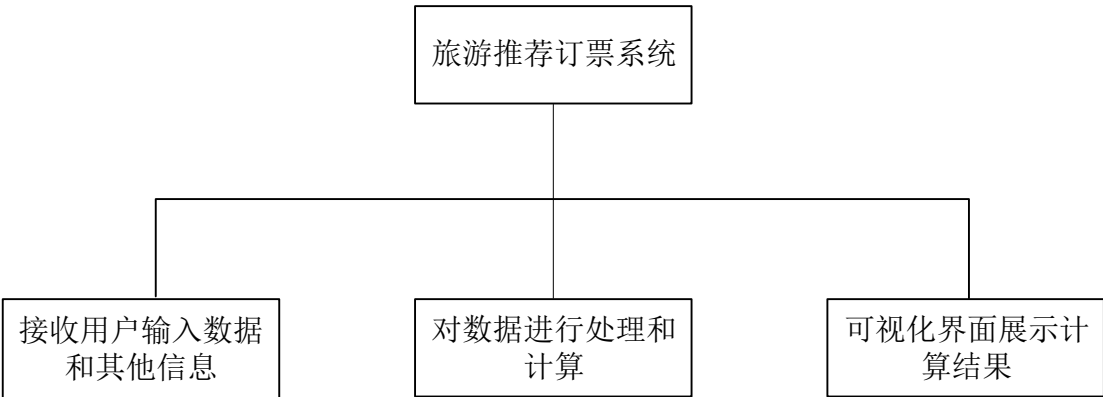 旅游推荐订票系统
接收用户输入数据
和其他信息
对数据进行处理和
计算
可视化界面展示计
算结果